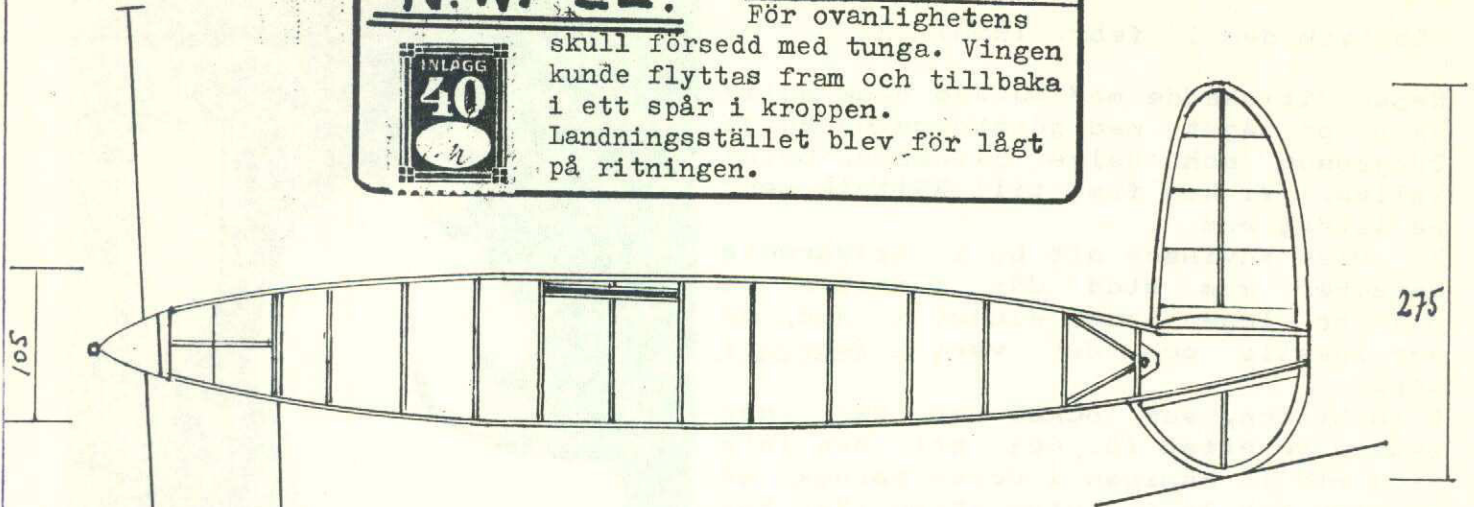 För ovanlighetens
skull försedd med tunga. Vingen
kunde flyttas fram och tillbaka
i ett spår i kroppen.
Landningsstället blev för lågt
på ritningen.
INLÄGG
40
105
275